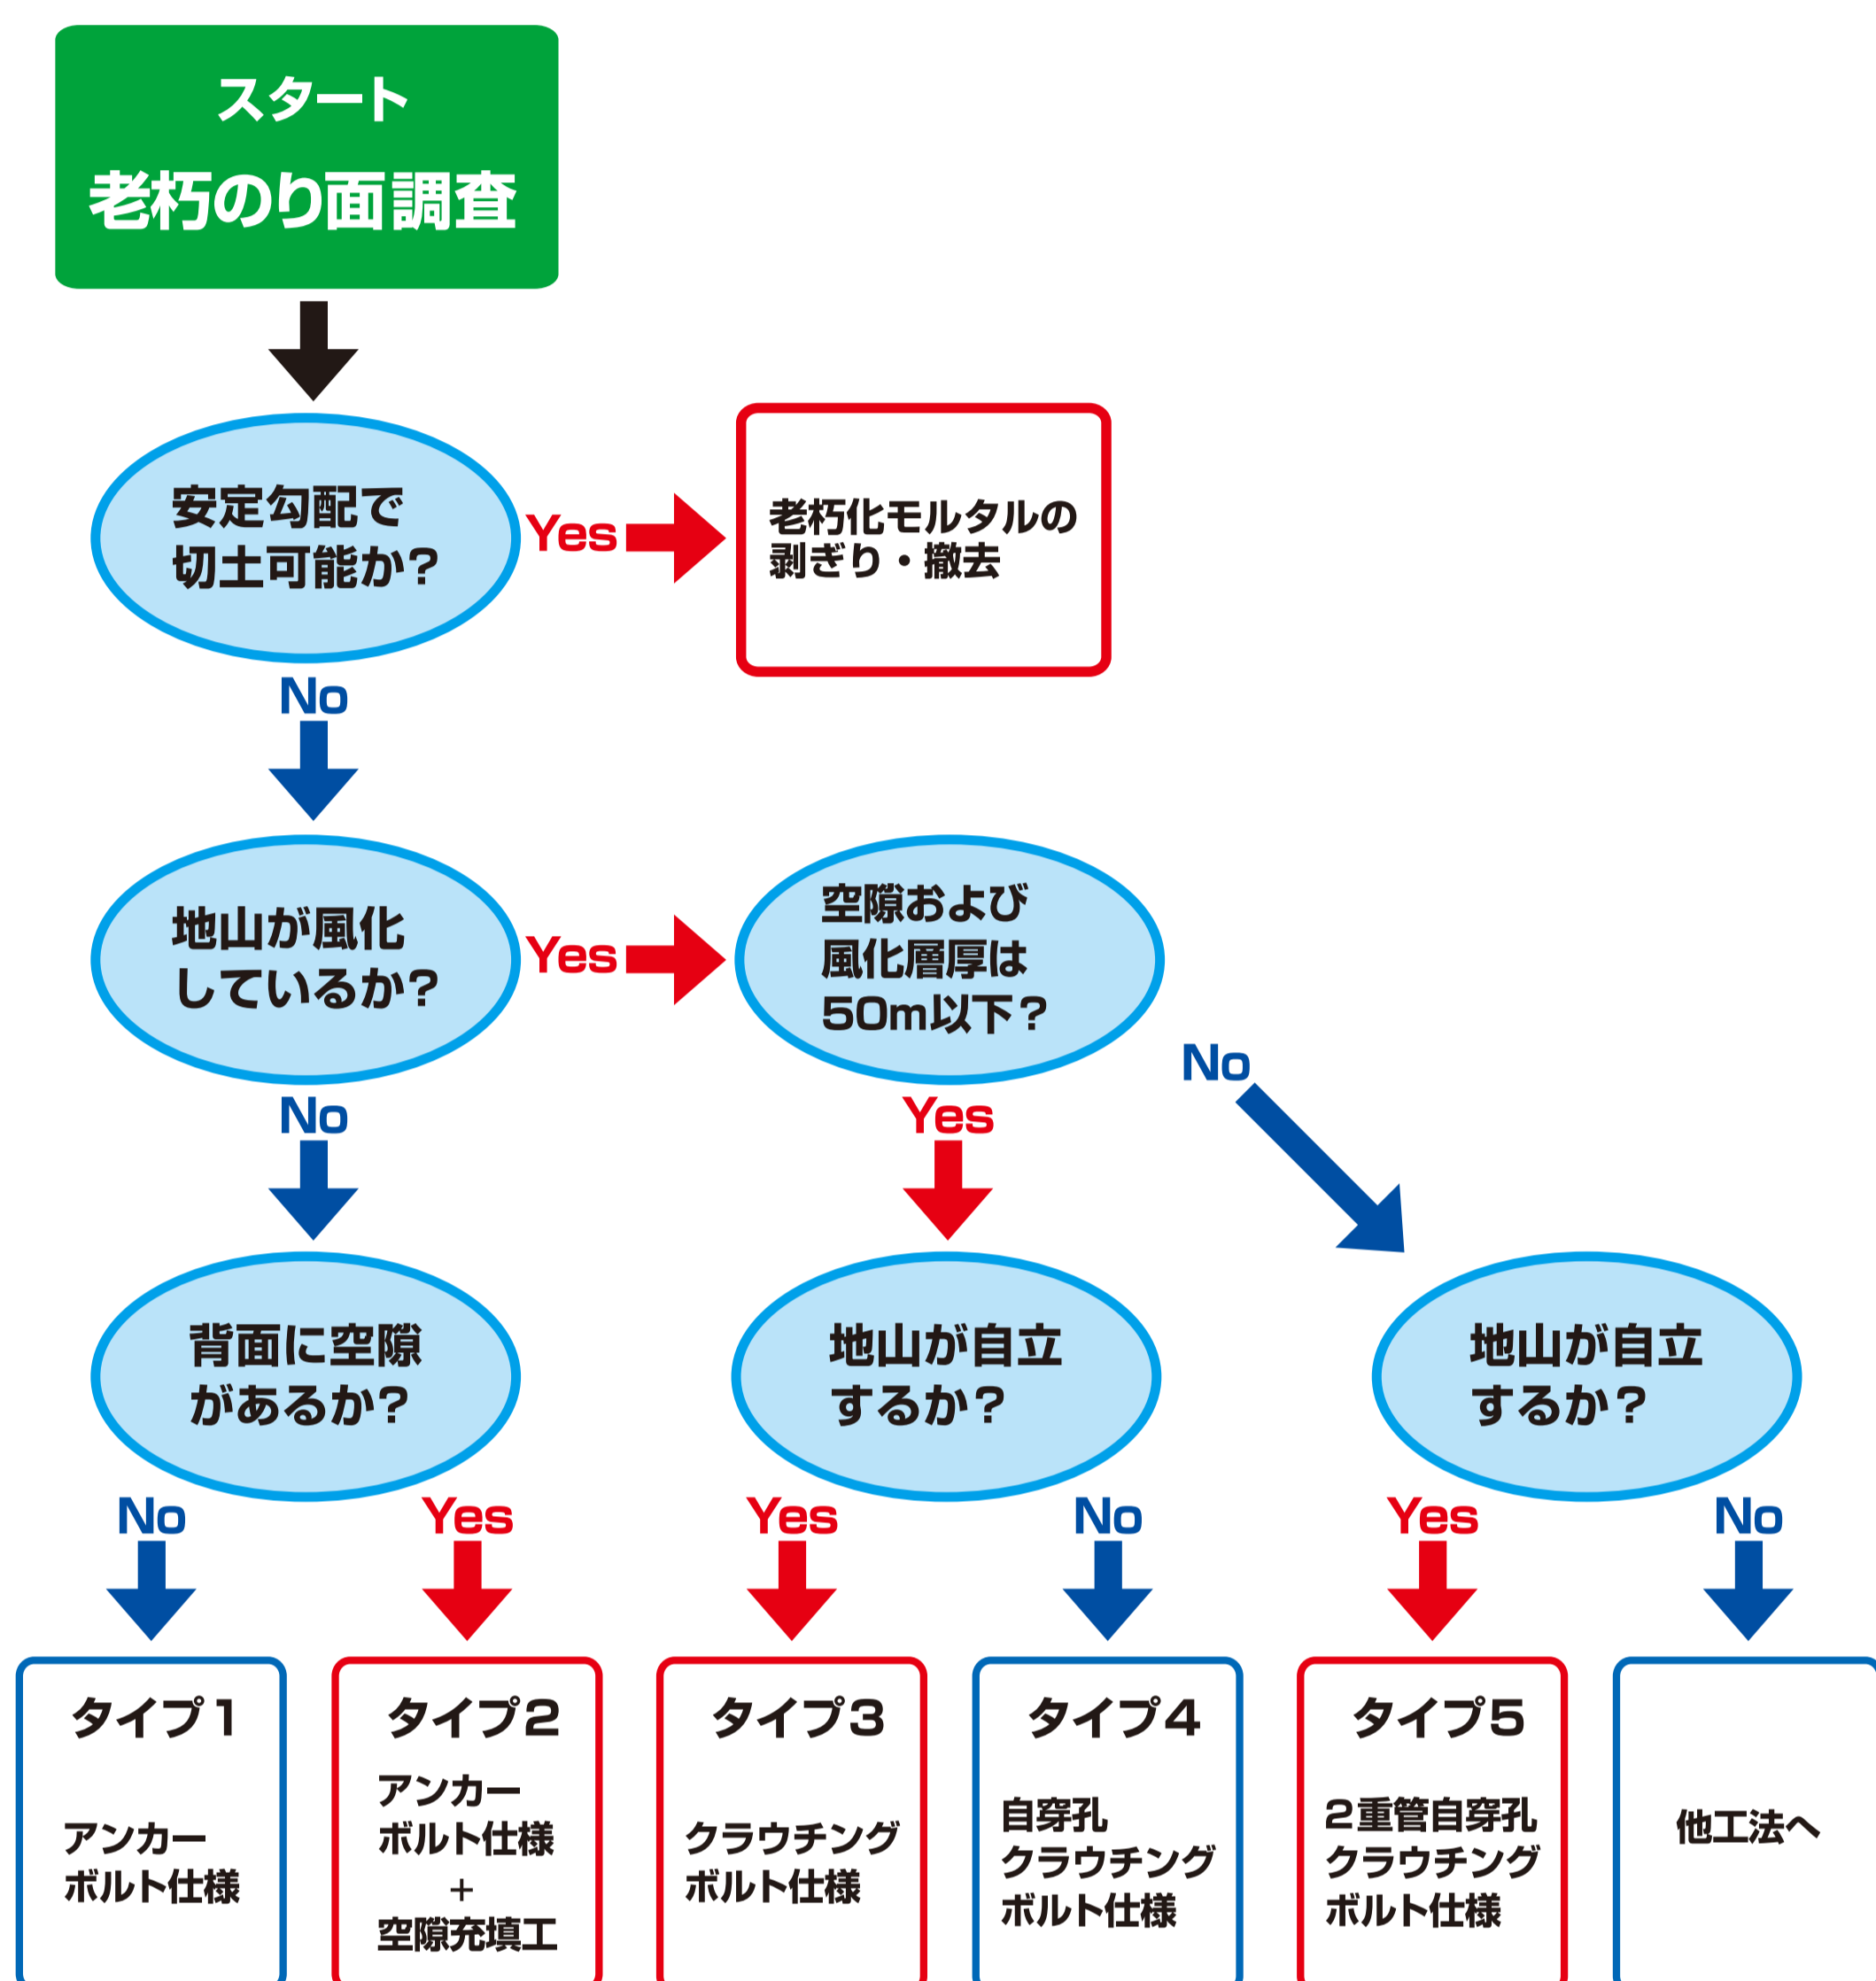 スタート
老朽のり面調査
安定勾配で
切土可能か?
Yes
老朽化モルタルの
剥ぎり・撤去
No
地山が風化
しているか?
Yes
空隙および
風化層厚は
50m以下?
No
No
Yes
背面に空隙
があるか?
地山が自立
するか?
地山が自立
するか?
No
Yes
Yes
No
Yes
No
タイプ1
アンカー
ボルト仕様
タイプ2
アンカー
ボルト仕様
+
空隙充填工
タイプ3
グラウチング
ボルト仕様
タイプ4
自穿孔
グラウチング
ボルト仕様
タイプ5
2重管自穿孔
グラウチング
ボルト仕様
他工法へ